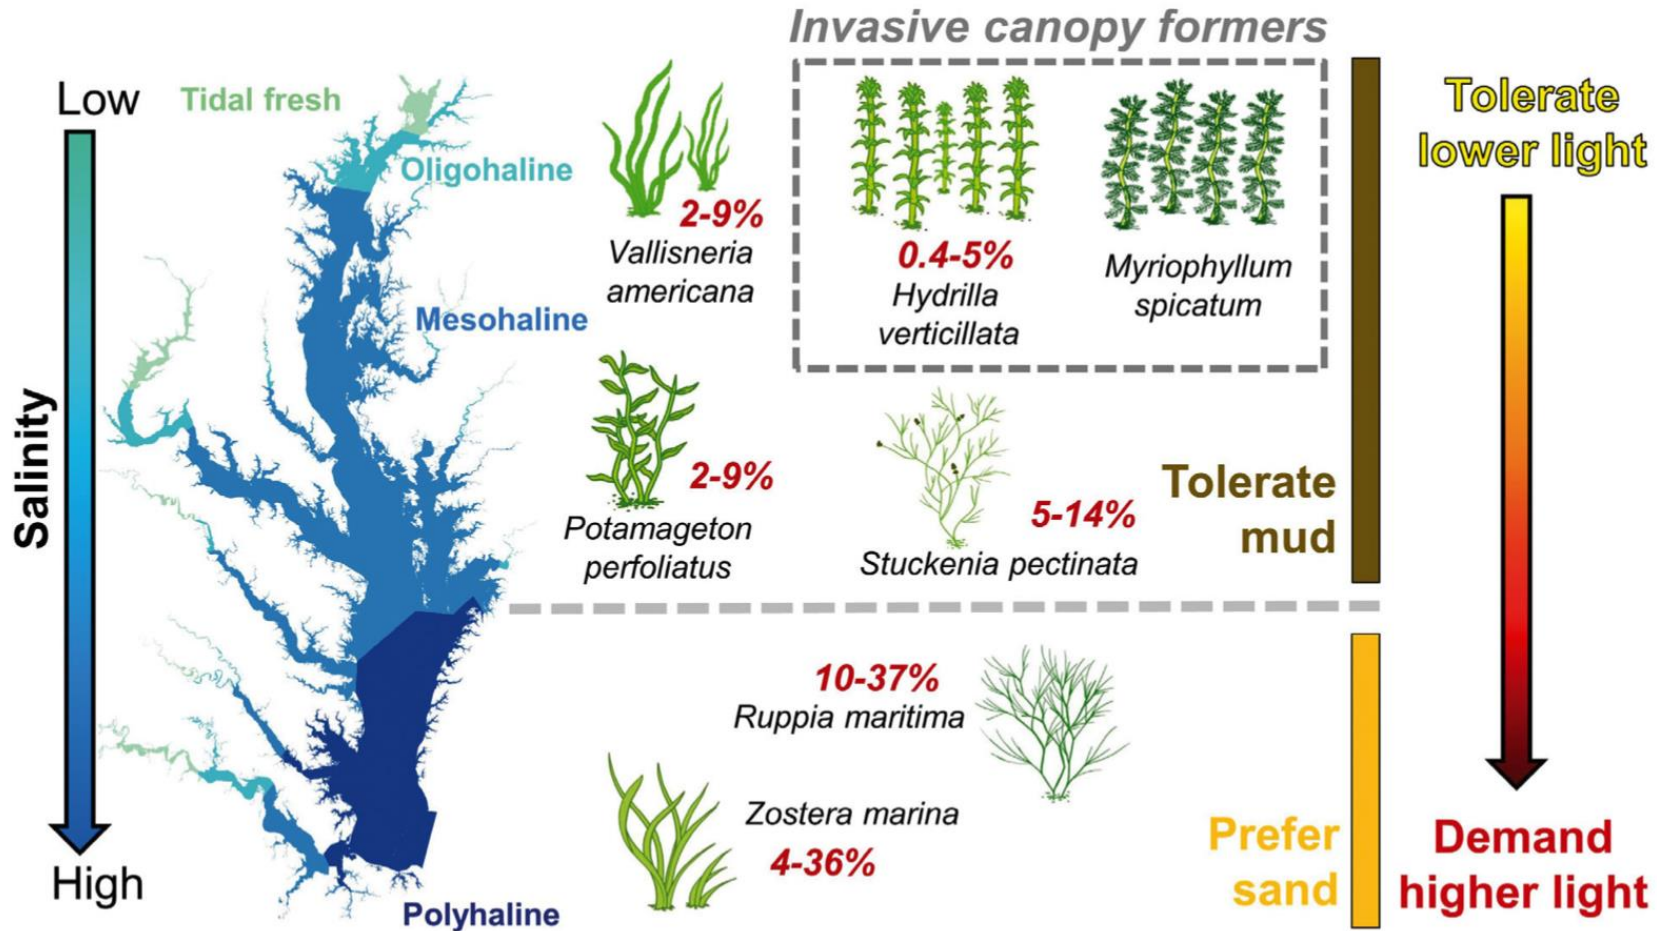 Invasive canopy formers
Low
Tidal fresh
Oligohaline
Mesohaline
Salinity
High
Polyhaline
2-9%
Vallisneria
americana
0.4-5%
Hydrilla
verticillata
Myriophyllum
spicatum
2-9%
Potamageton
perfoliatus
5-14%
Stuckenia pectinata
Tolerate
mud
10-37%
Ruppia maritima
Zostera marina
4-36%
Prefer
sand
Tolerate
lower light
Demand
higher light